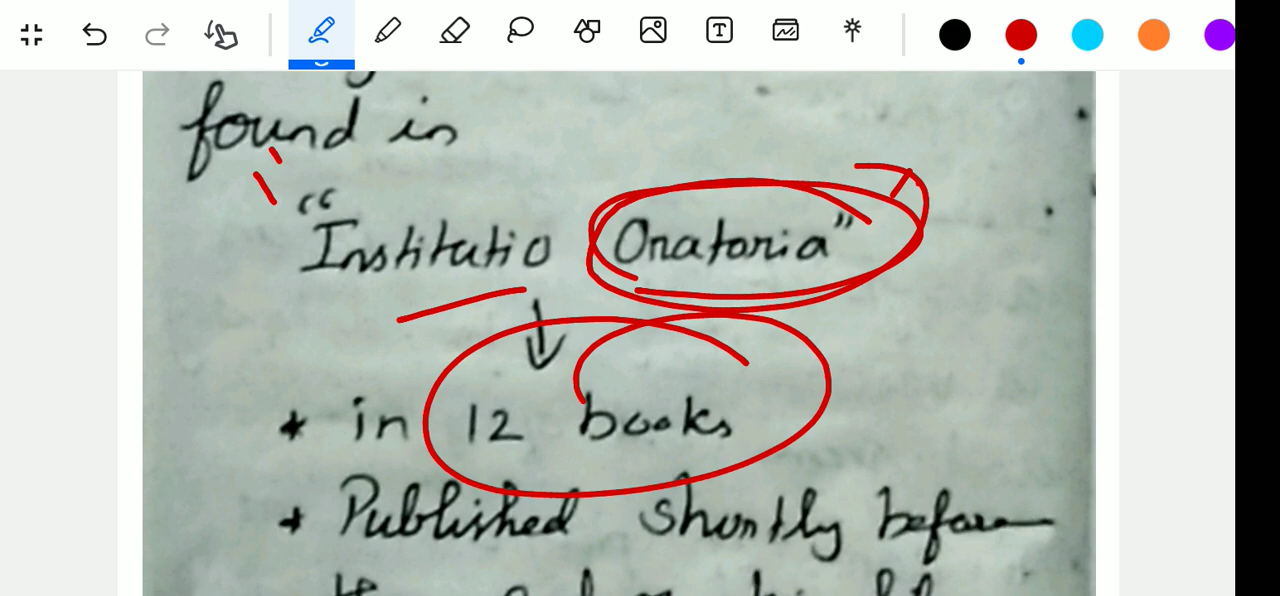 found in
"Institutio Oratoria"
* in 12 books
* Published shortly before